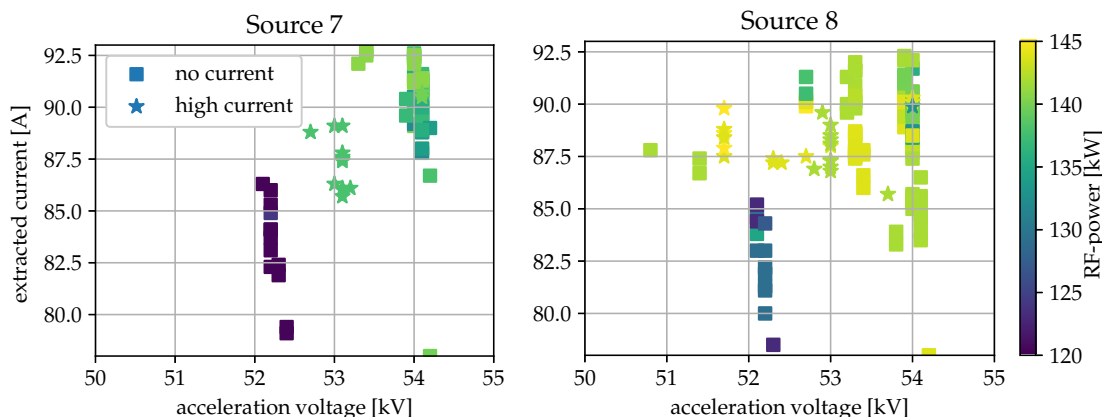 Source 7
Source 8
92.5
90.0
87.5
85.0
82.5
80.0
no current
high current
extracted current [A]
50 51 52 53 54 55
acceleration voltage [kV]
92.5
90.0
87.5
85.0
82.5
80.0
50 51 52 53 54 55
acceleration voltage [kV]
145
140
135
130
125
120
RF-power [kW]